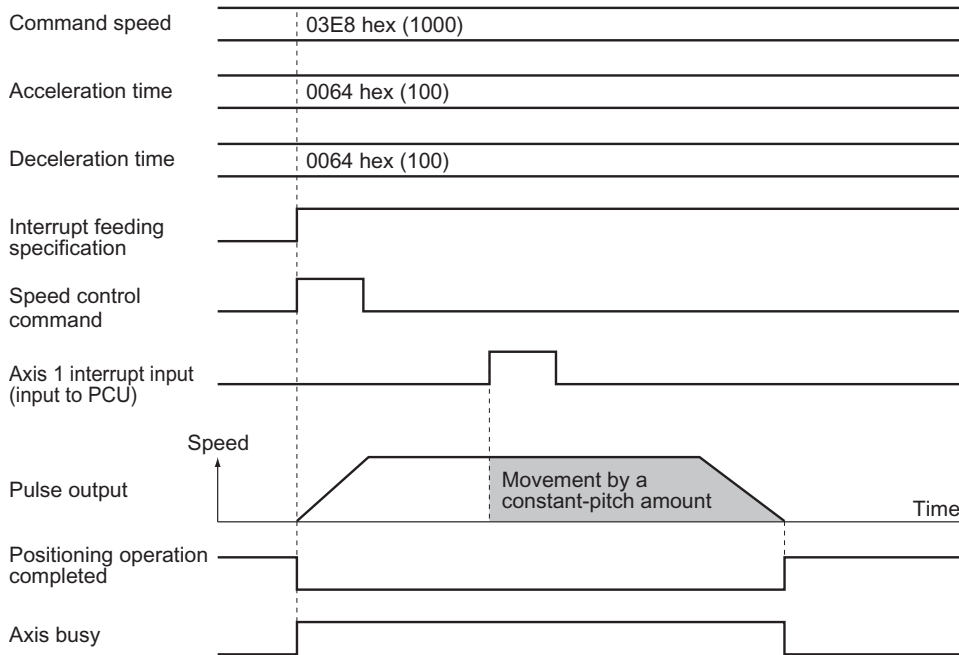 Command speed
03E8 hex (1000)
Acceleration time
0064 hex (100)
Deceleration time
0064 hex (100)
Interrupt feeding
specification
Speed control
command
Axis 1 interrupt input
(input to PCU)
Speed
Pulse output
Movement by a
constant-pitch amount
Time
Positioning operation
completed
Axis busy